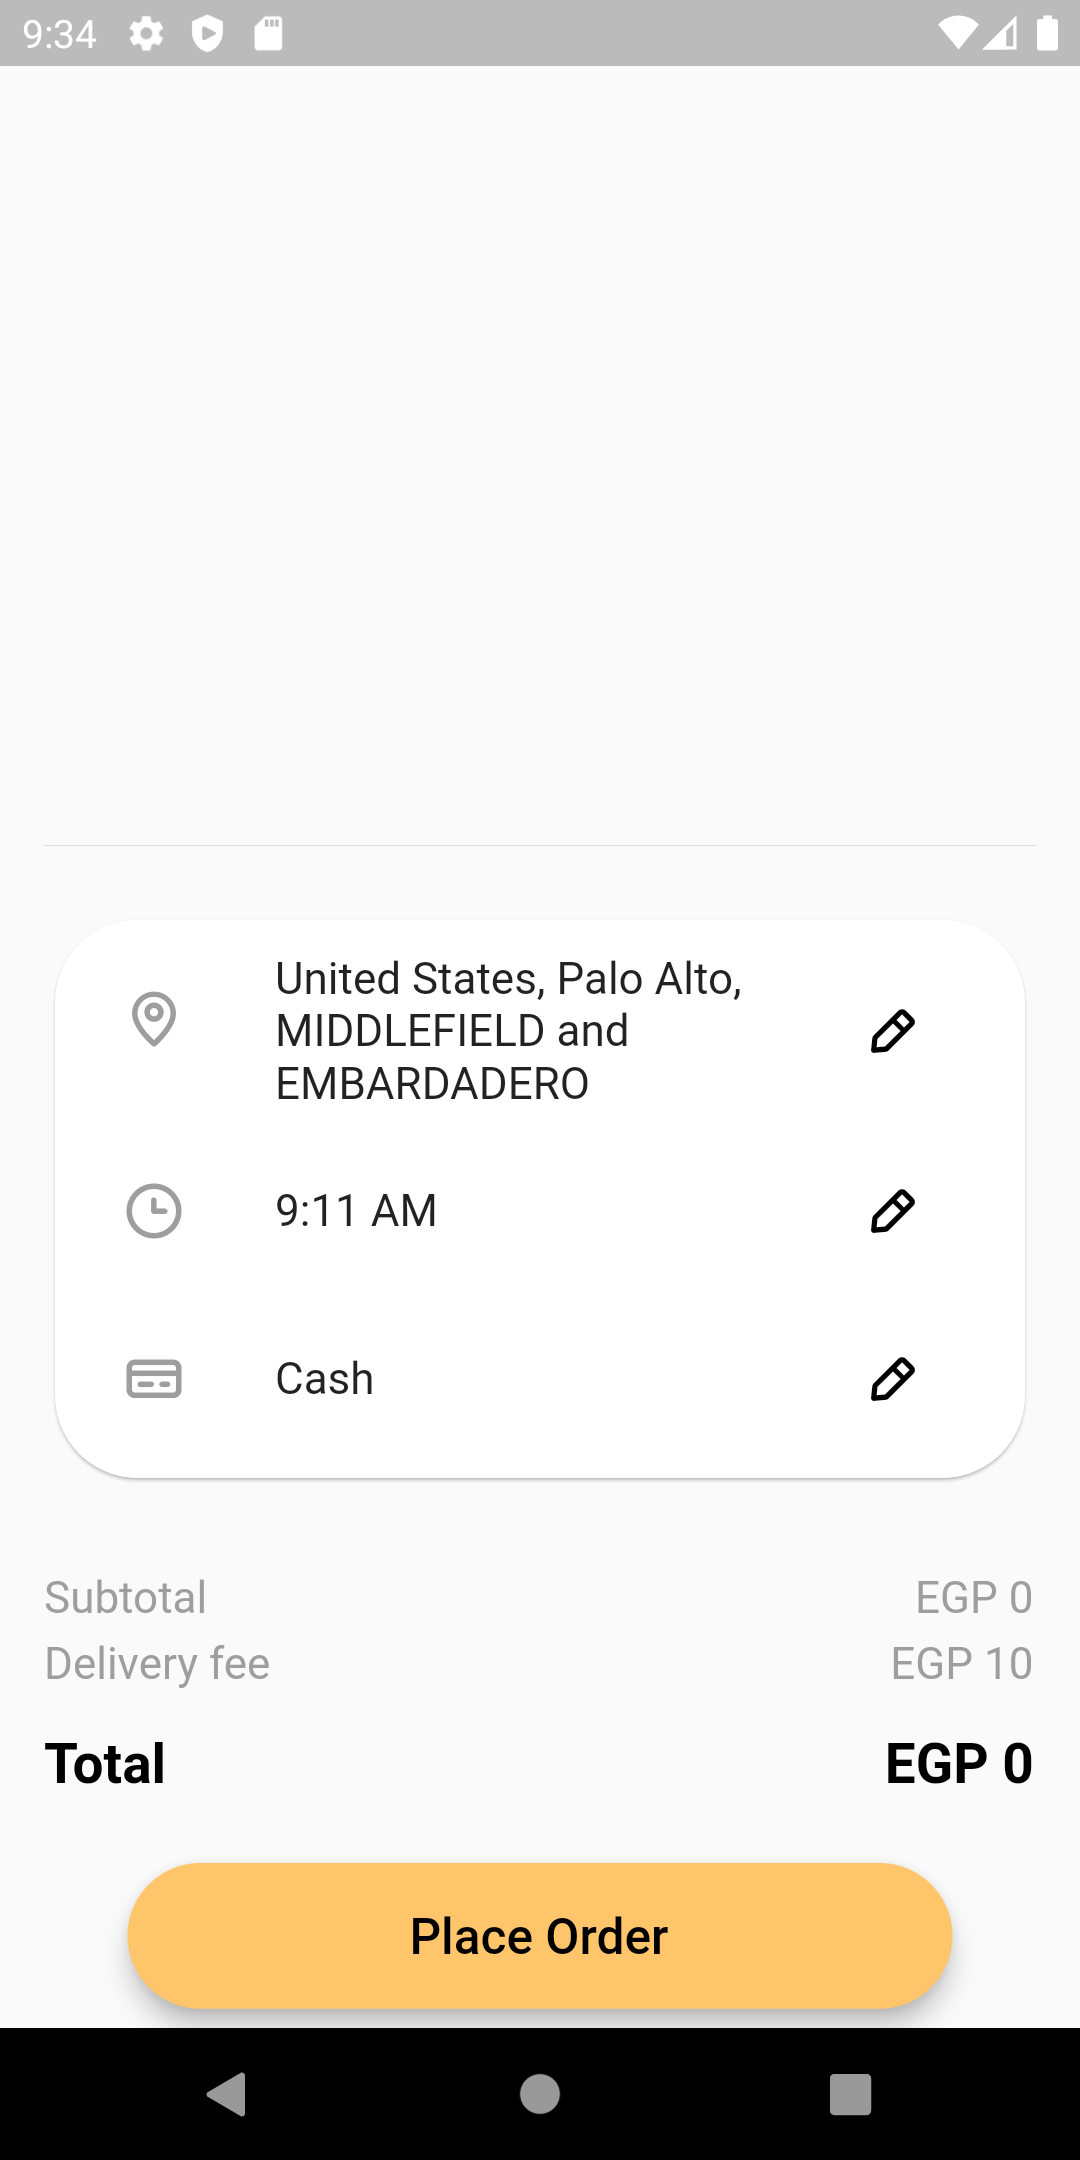 9:34
United States, Palo Alto,
MIDDLEFIELD and
EMBARDADERO
9:11 AM
Cash
Subtotal EGP 0
Delivery fee EGP 10
Total EGP 0
Place Order